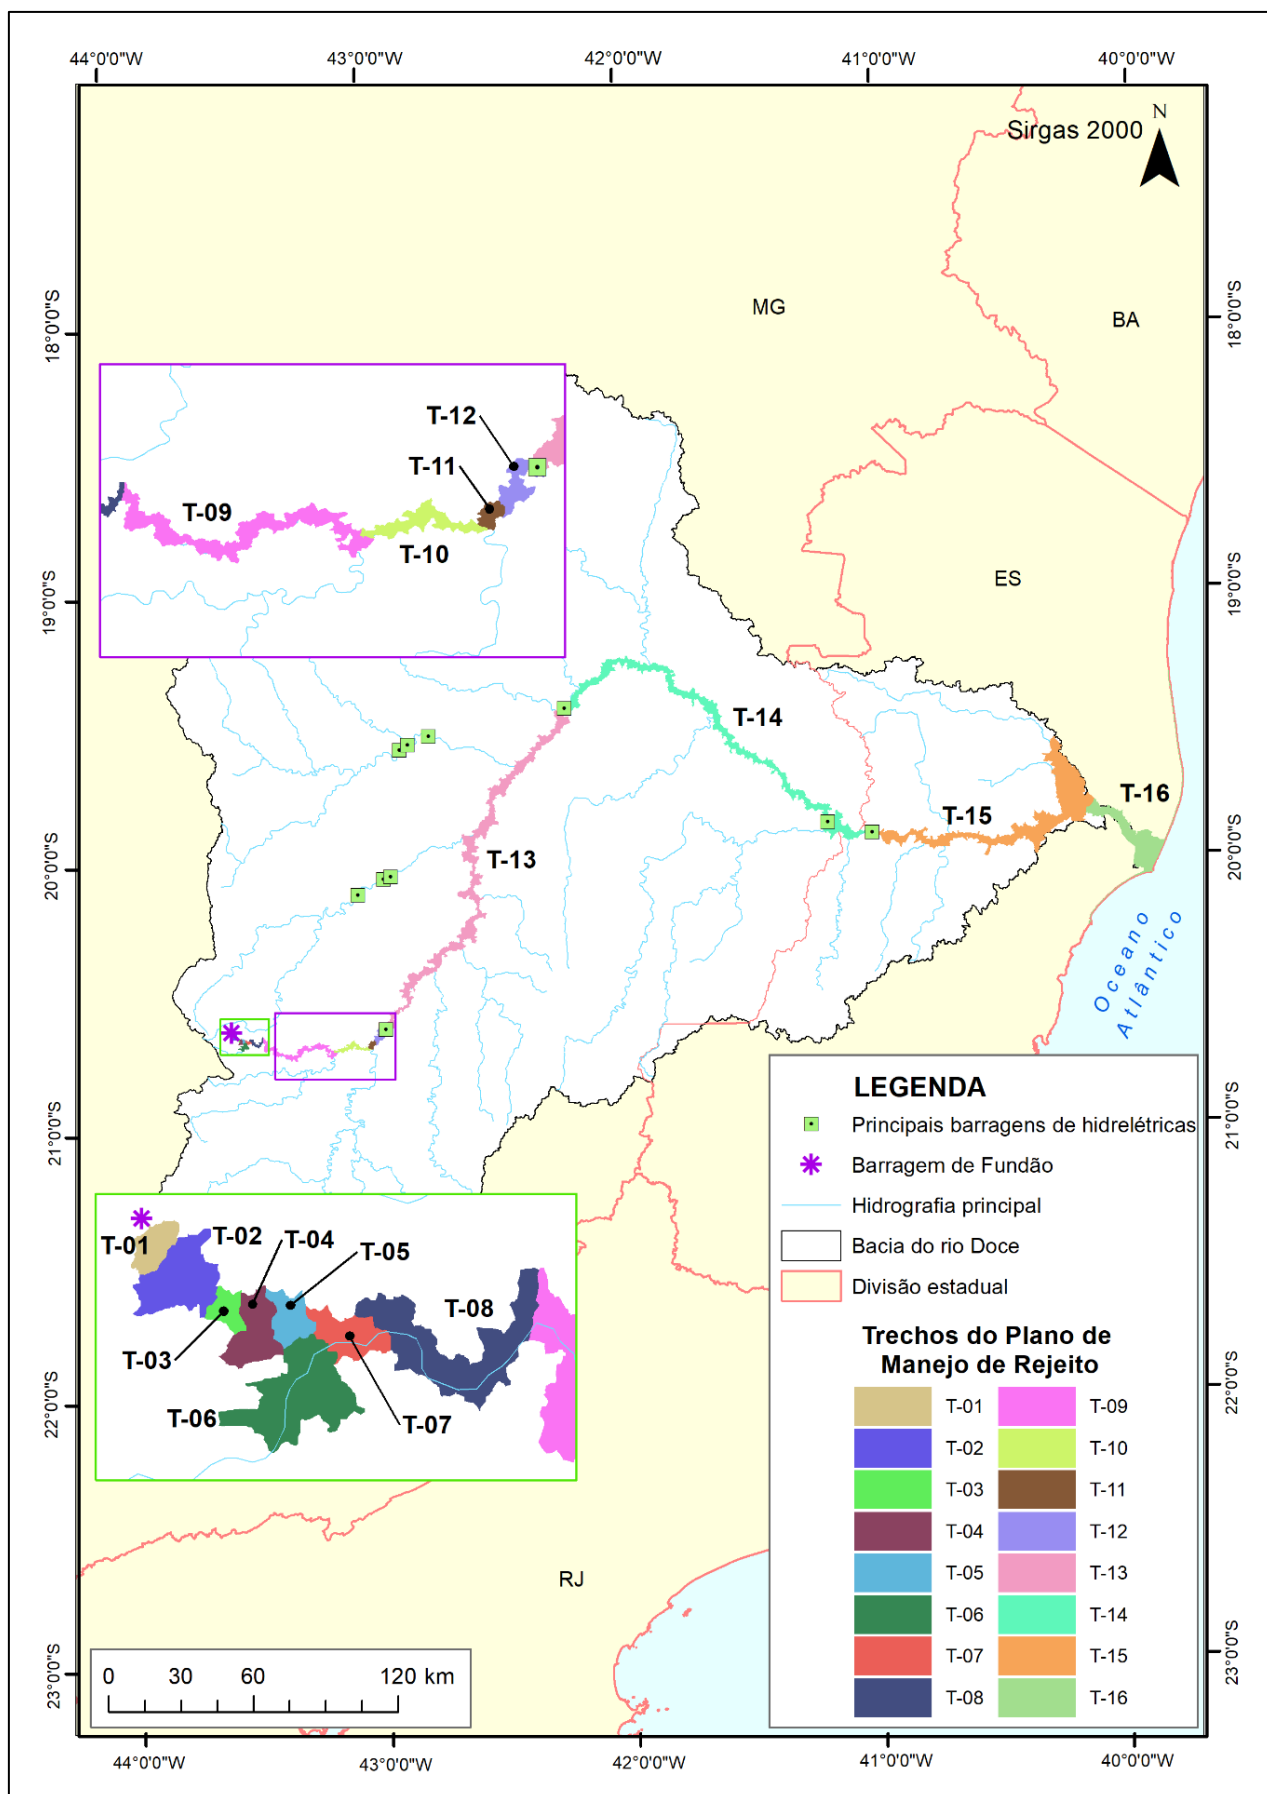 44°0'0"W
43°0'0"W
42°0'0"W
41°0'0"W
40°0'0"W
N
Sirgas 2000
MG
BA
18°0'0"S
18°0'0"S
T-12
T-11
T-09
T-10
ES
19°0'0"S
19°0'0"S
T-14
T-16
T-15
T-13
20°0'0"S
20°0'0"S
Oceano
Atlântico
21°0'0"S
21°0'0"S
T-01
T-02
T-04
T-05
T-08
T-03
T-06
T-07
22°0'0"S
22°0'0"S
RJ
23°0'0"S
23°0'0"S
0 30 60 120 km
LEGENDA
Principais barragens de hidrelétricas
Barragem de Fundão
Hidrografia principal
Bacia do rio Doce
Divisão estadual
Trechos do Plano de
Manejo de Rejeito
T-01 T-09
T-02 T-10
T-03 T-11
T-04 T-12
T-05 T-13
T-06 T-14
T-07 T-15
T-08 T-16
44°0'0"W
43°0'0"W
42°0'0"W
41°0'0"W
40°0'0"W